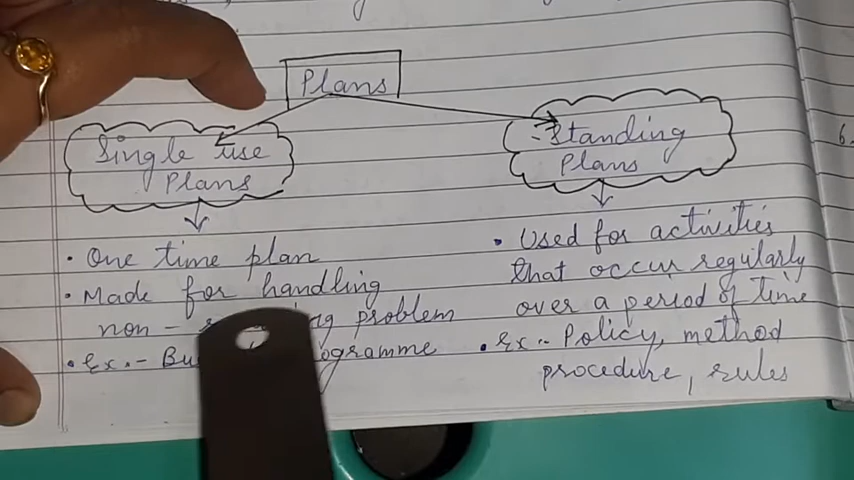 Plans
Single use
Plans
• One time plan
• Made for handling
non - problem
• Ex.-
- Standing
Plans
• Used for activities
that occur regularly
over a period of time
• Ex.- Policy, method
procedure, rules
6.